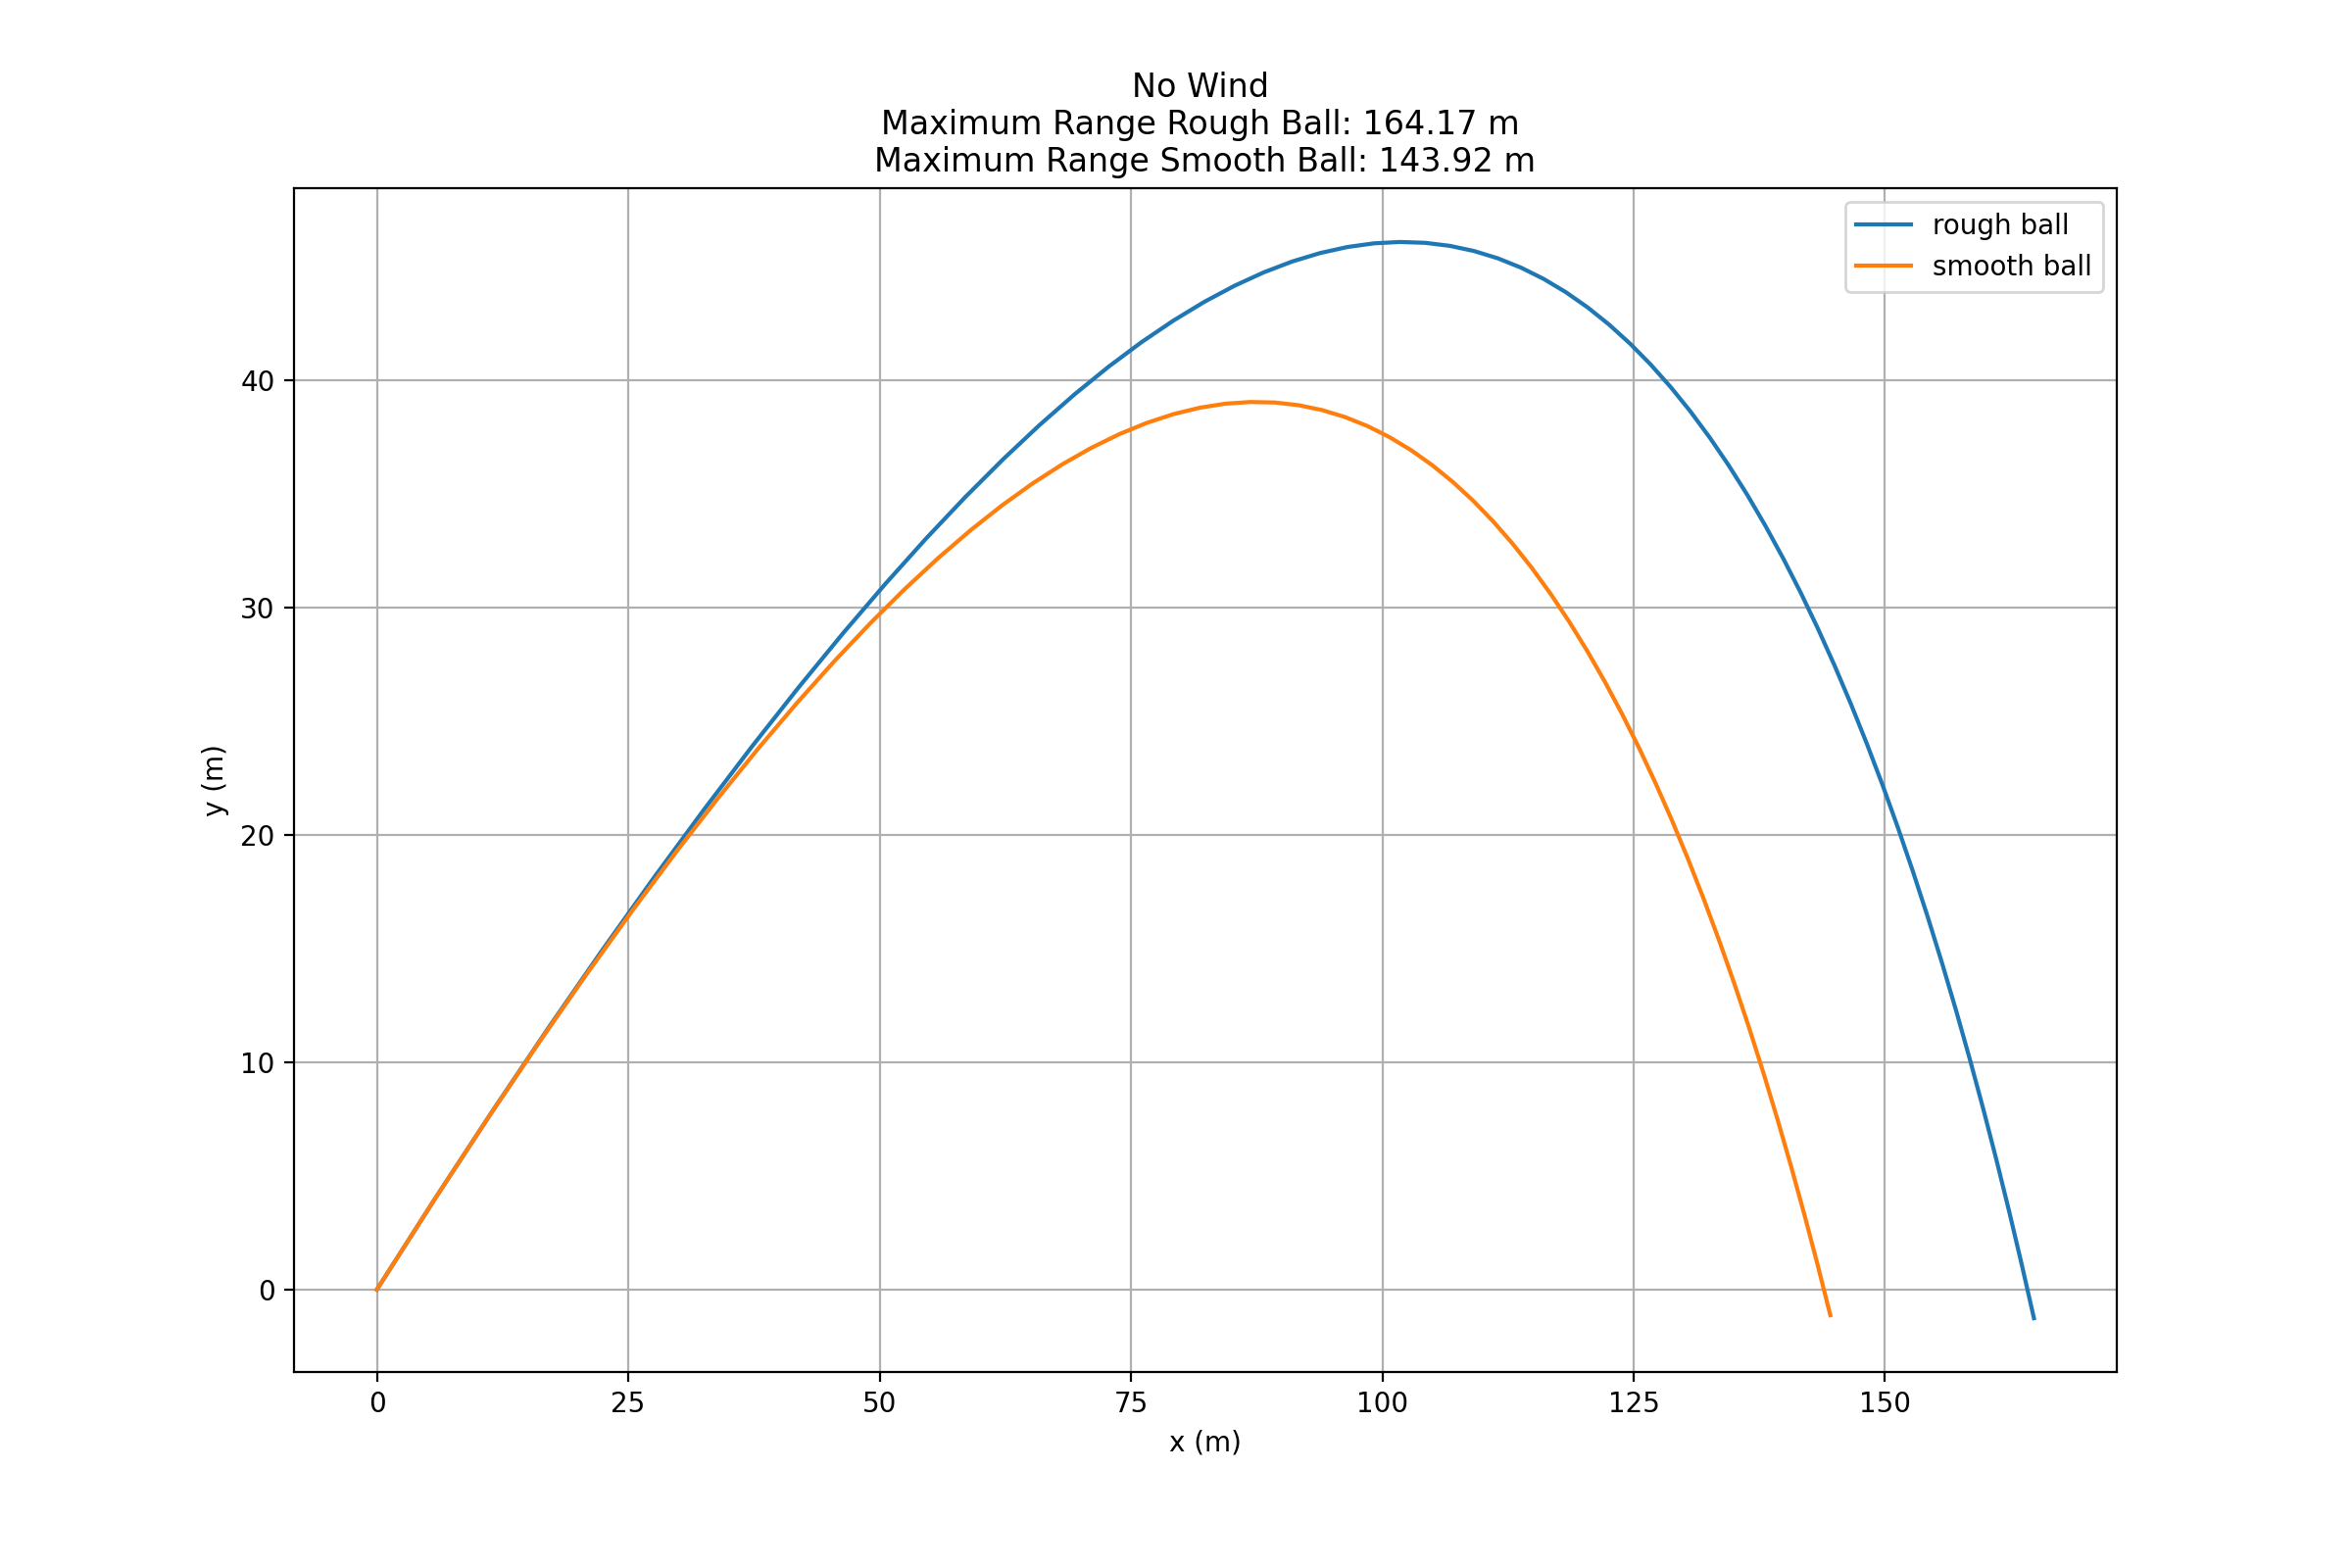 No Wind
Maximum Range Rough Ball: 164.17 m
Maximum Range Smooth Ball: 143.92 m
rough ball
smooth ball
40
30
20
10
0
y (m)
0 25 50 75 100 125 150
x (m)